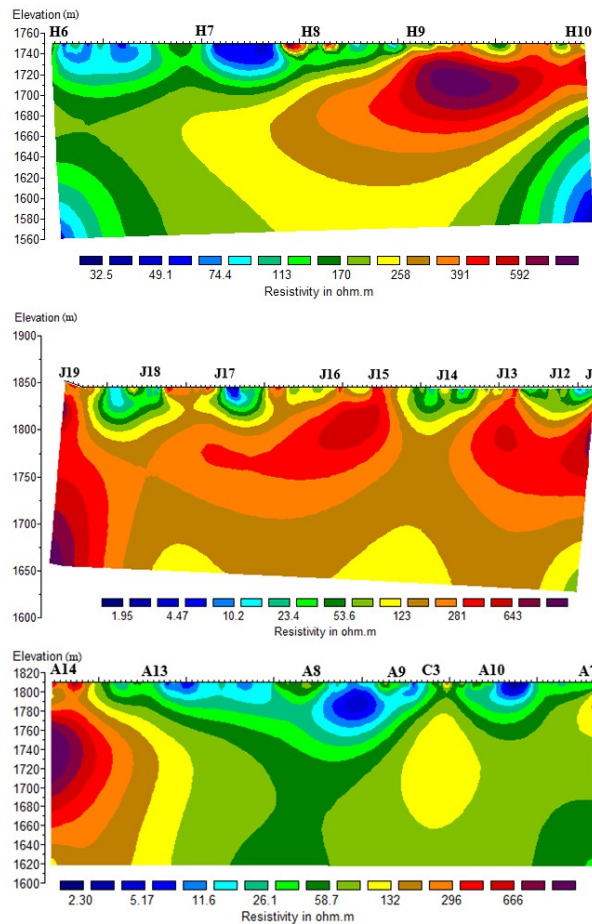 Elevation (m)
H6 H7 H8 H9 H10
1760
1740
1720
1700
1680
1660
1640
1620
1600
1580
1560
32.5 49.1 74.4 113 170 258 391 592
Resistivity in ohm.m
Elevation (m)
1900
J19 J18 J17 J16 J15 J14 J13 J12
1850
1800
1750
1700
1650
1600
1.95 4.47 10.2 23.4 53.6 123 281 643
Resistivity in ohm.m
Elevation (m)
A14 A13 A8 A9 C3 A10
1820
1800
1780
1760
1740
1720
1700
1680
1660
1640
1620
1600
2.30 5.17 11.6 26.1 58.7 132 296 666
Resistivity in ohm.m